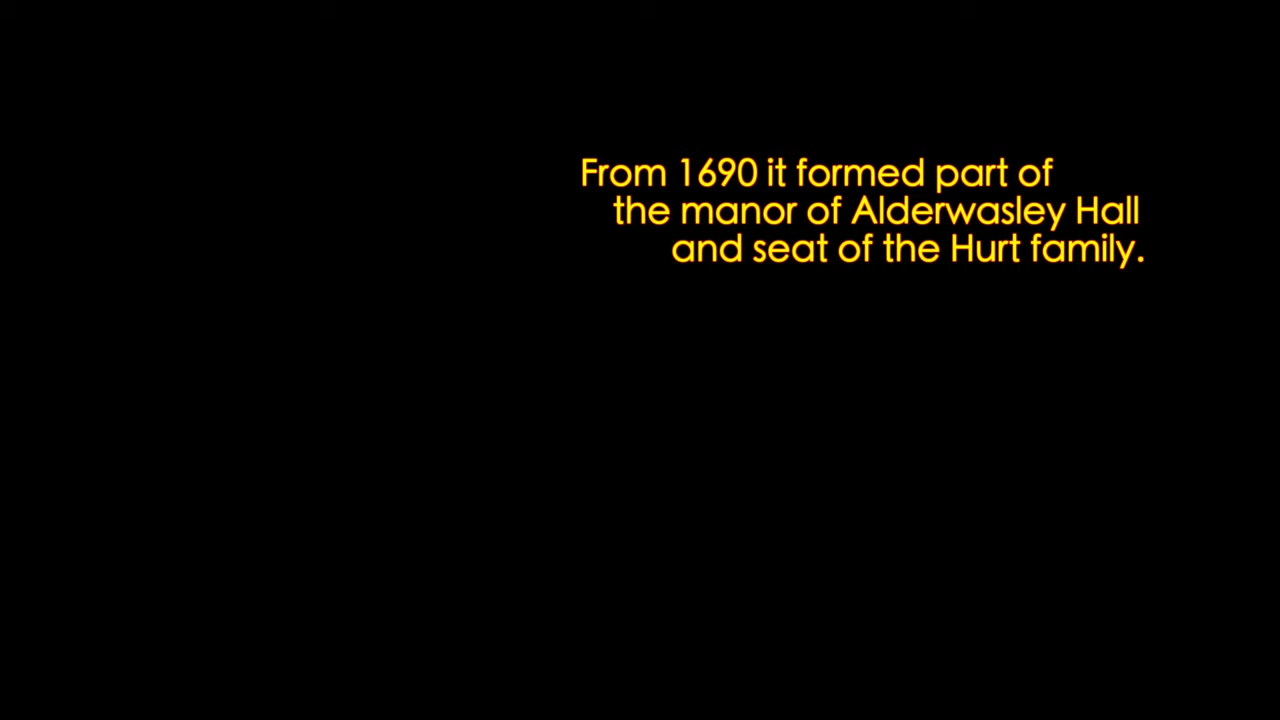 From 1690 it formed part of
the manor of Alderwasley Hall
and seat of the Hurt family.